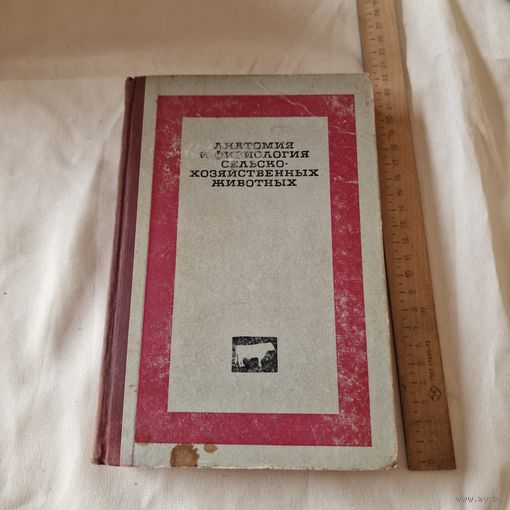 АНАТОМИЯ
И ФИЗИОЛОГИЯ
СЕЛЬСКО-
ХОЗЯЙСТВЕННЫХ
ЖИВОТНЫХ
www.ay.by